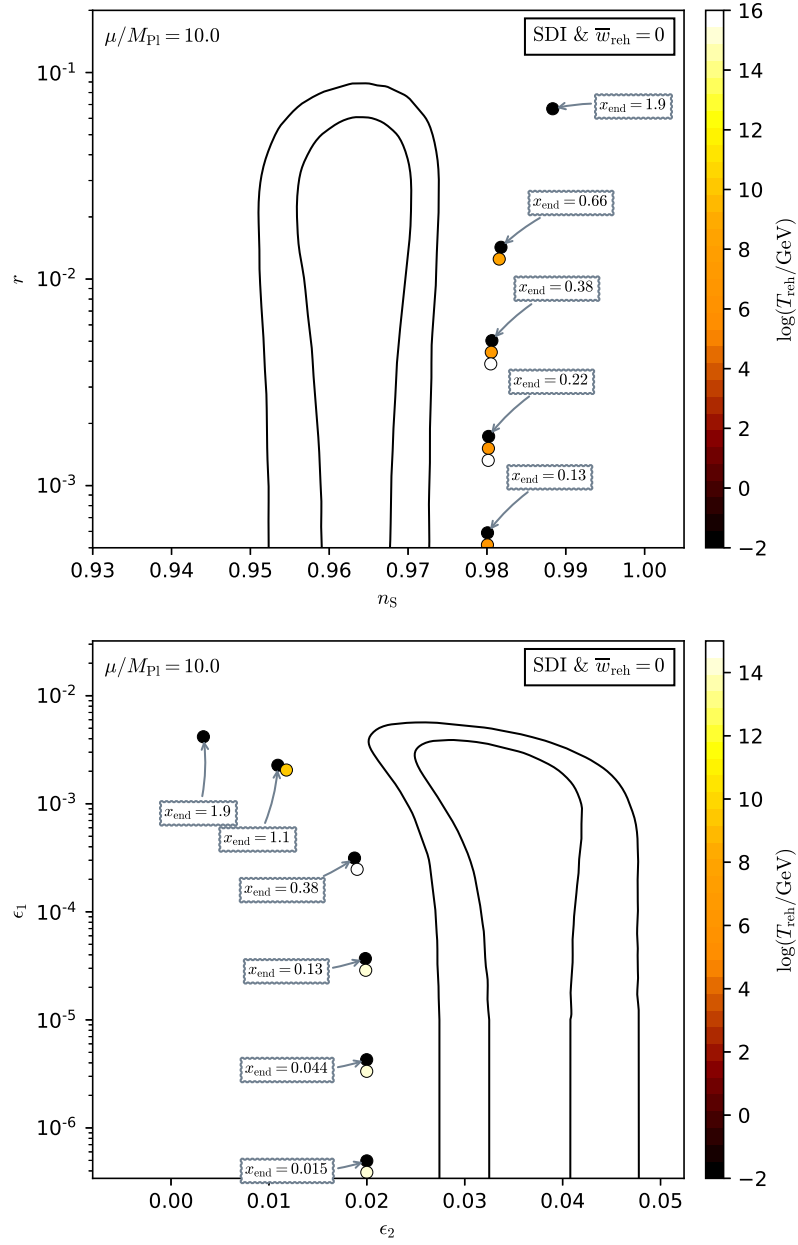 μ/M_Pl = 10.0
SDI & w̅_reh = 0
x_end = 1.9
x_end = 0.66
x_end = 0.38
x_end = 0.22
x_end = 0.13
r
10^-1
10^-2
10^-3
0.93 0.94 0.95 0.96 0.97 0.98 0.99 1.00
n_S
16
14
12
10
8
6
4
2
0
−2
log(T_reh/GeV)
μ/M_Pl = 10.0
SDI & w̅_reh = 0
x_end = 1.9
x_end = 1.1
x_end = 0.38
x_end = 0.13
x_end = 0.044
x_end = 0.015
ϵ_1
10^-2
10^-3
10^-4
10^-5
10^-6
0.00 0.01 0.02 0.03 0.04 0.05
ϵ_2
14
12
10
8
6
4
2
0
−2
log(T_reh/GeV)